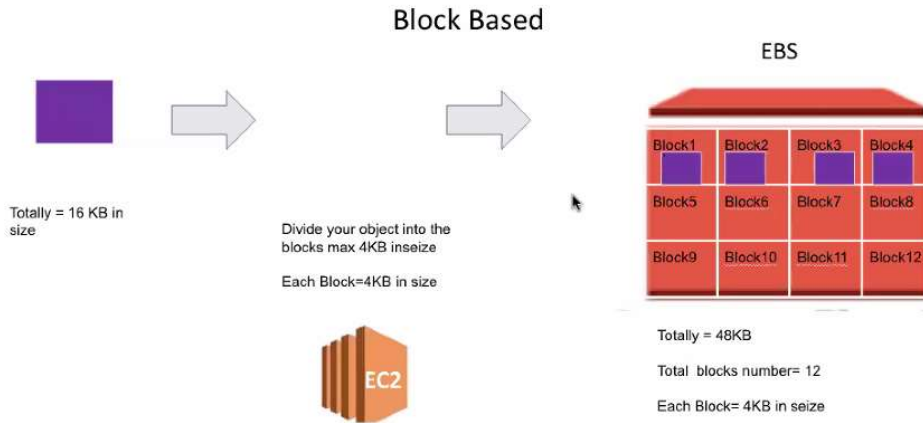 Block Based
EBS
Block1
Block2
Block3
Block4
Block5
Block6
Block7
Block8
Block9
Block10
Block11
Block12
Totally = 16 KB in
size
Divide your object into the
blocks max 4KB inseize
Each Block=4KB in size
EC2
Totally = 48KB
Total blocks number= 12
Each Block= 4KB in seize